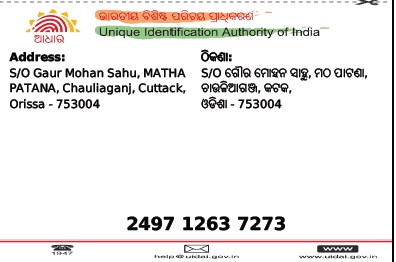 ଭାରତୀୟ ବିଶିଷ୍ଟ ପରିଚୟ ପ୍ରାଧିକରଣ
Unique Identification Authority of India
ଆଧାର
Address:
S/O Gaur Mohan Sahu, MATHA
PATANA, Chauliaganj, Cuttack,
Orissa - 753004
ଠିକଣା:
S/O ଗୌର ମୋହନ ସାହୁ, ମଠ ପାଟଣା,
ଚାଉଳିଆଗଞ୍ଜ, କଟକ,
ଓଡିଶା - 753004
2497 1263 7273
1947
help@uidai.gov.in
www
www.uidai.gov.in